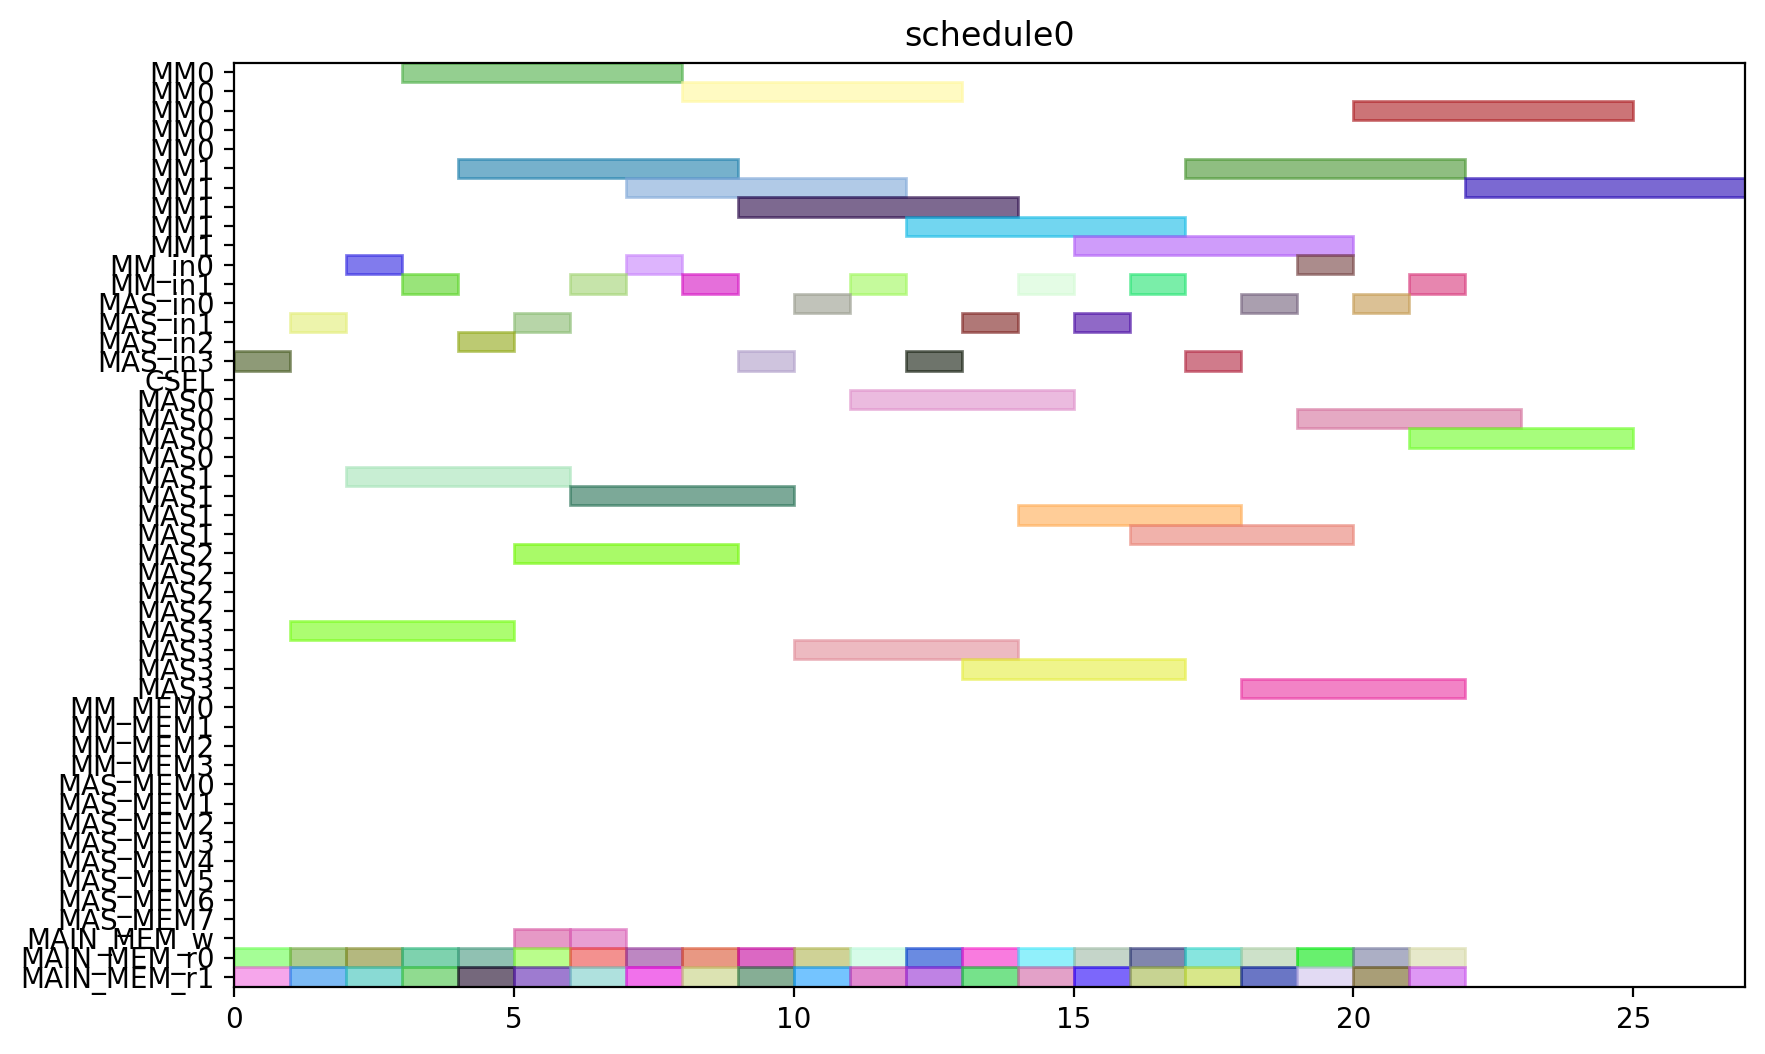 schedule0
MM0
MM0
MM0
MM0
MM0
MM1
MM1
MM1
MM1
MM1
MM_in0
MM_in1
MAS_in0
MAS_in1
MAS_in2
MAS_in3
CSEL
MAS0
MAS0
MAS0
MAS0
MAS1
MAS1
MAS1
MAS1
MAS2
MAS2
MAS2
MAS2
MAS3
MAS3
MAS3
MAS3
MM_MEM0
MM_MEM1
MM_MEM2
MM_MEM3
MAS_MEM0
MAS_MEM1
MAS_MEM2
MAS_MEM3
MAS_MEM4
MAS_MEM5
MAS_MEM6
MAS_MEM7
MAIN_MEM_w
MAIN_MEM_r0
MAIN_MEM_r1
0 5 10 15 20 25